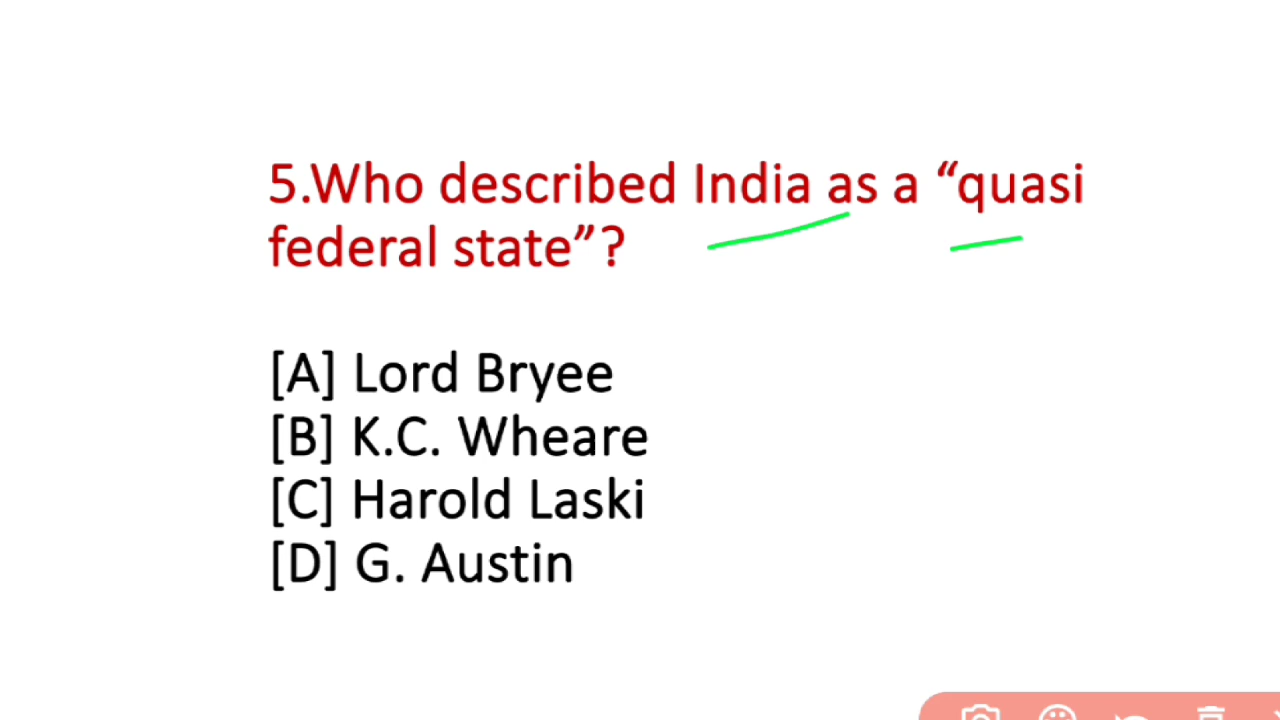 5.Who described India as a “quasi
federal state”?
[A] Lord Bryee
[B] K.C. Wheare
[C] Harold Laski
[D] G. Austin